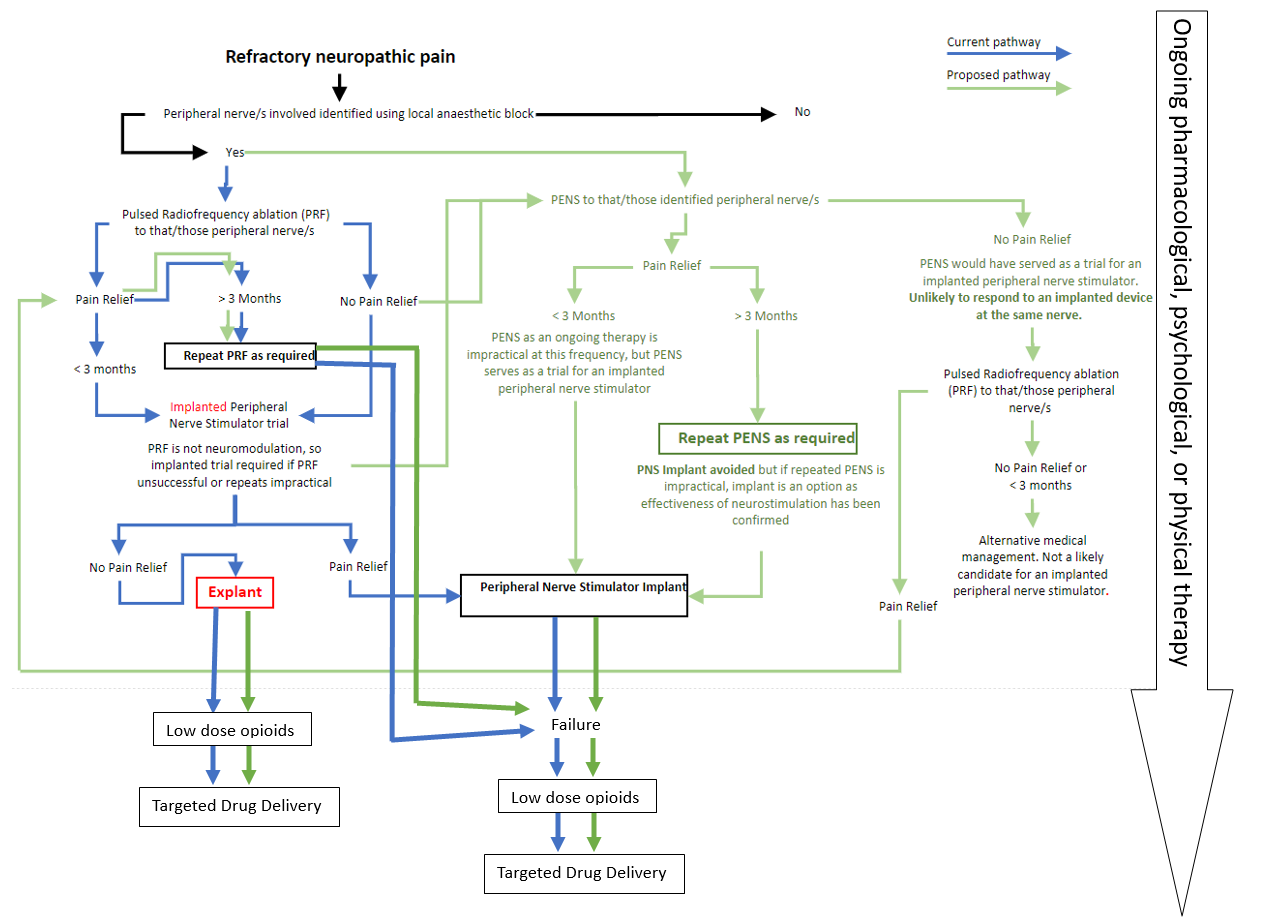 Ongoing pharmacological, psychological, or physical therapy
Current pathway
Proposed pathway
Refractory neuropathic pain
Peripheral nerve/s involved identified using local anaesthetic block
No
Yes
Pulsed Radiofrequency ablation (PRF)
to that/those peripheral nerve/s
Pain Relief
> 3 Months
No Pain Relief
Repeat PRF as required
< 3 months
Implanted Peripheral
Nerve Stimulator trial
PRF is not neuromodulation, so
implanted trial required if PRF
unsuccessful or repeats impractical
No Pain Relief
Pain Relief
Explant
Low dose opioids
Targeted Drug Delivery
PENS to that/those identified peripheral nerve/s
Pain Relief
< 3 Months
PENS as an ongoing therapy is
impractical at this frequency, but PENS
serves as a trial for an implanted
peripheral nerve stimulator
> 3 Months
Repeat PENS as required
PNS Implant avoided but if repeated PENS is
impractical, implant is an option as
effectiveness of neurostimulation has been
confirmed
Peripheral Nerve Stimulator Implant
Failure
Low dose opioids
Targeted Drug Delivery
No Pain Relief
PENS would have served as a trial for an
implanted peripheral nerve stimulator.
Unlikely to respond to an implanted device
at the same nerve.
Pulsed Radiofrequency ablation
(PRF) to that/those peripheral
nerve/s
No Pain Relief or
< 3 months
Alternative medical
management. Not a likely
candidate for an implanted
peripheral nerve stimulator.
Pain Relief